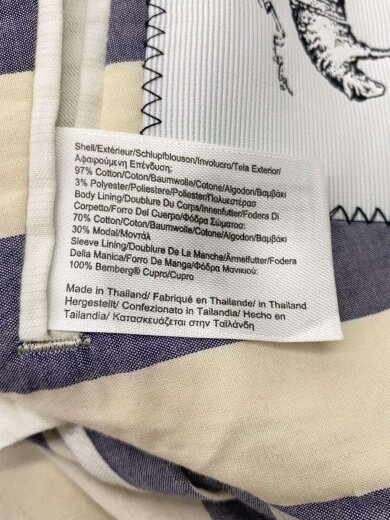 Shell/Extérieur/Schlupfblouson/Involucro/Tela Exterior/
Αφαιρούμενη Επένδυση:
97% Cotton/Coton/Baumwolle/Cotone/Algodon/Βαμβάκι
3% Polyester/Poliestere/Poliester/Πολυεστέρας
Body Lining/Doublure Du Corps/Innenfutter/Fodera Di
Corpetto/Forro Del Cuerpo/Φόδρα Σώματος:
70% Cotton/Coton/Baumwolle/Cotone/Algodon/Βαμβάκι
30% Modal/Μοντάλ
Sleeve Lining/Doublure De La Manche/Ärmelfutter/Fodera
Della Manica/Forro De Manga/Φόδρα Μανικιού:
100% Bemberg® Cupro/Cupro
Made in Thailand/ Fabriqué en Thailande/ in Thailand
Hergestellt/ Confezionato in Tailandia/ Hecho en
Tailandia/ Κατασκευάζεται στην Ταϊλάνδη